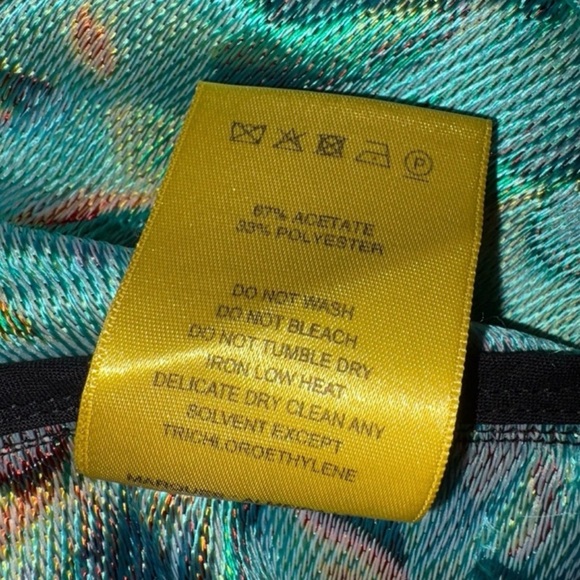 P
67% ACETATE
33% POLYESTER
DO NOT WASH
DO NOT BLEACH
DO NOT TUMBLE DRY
IRON LOW HEAT
DELICATE DRY CLEAN ANY
SOLVENT EXCEPT
TRICHLOROETHYLENE